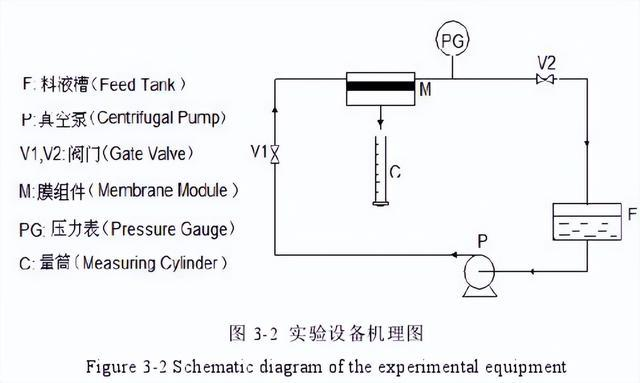 F: 料液槽(Feed Tank)
P: 真空泵(Centrifugal Pump)
V1,V2: 阀门(Gate Valve)
M: 膜组件(Membrane Module)
PG: 压力表(Pressure Gauge)
C: 量筒(Measuring Cylinder)
PG
V2
M
V1
C
F
P
图 3-2 实验设备机理图
Figure 3-2 Schematic diagram of the experimental equipment